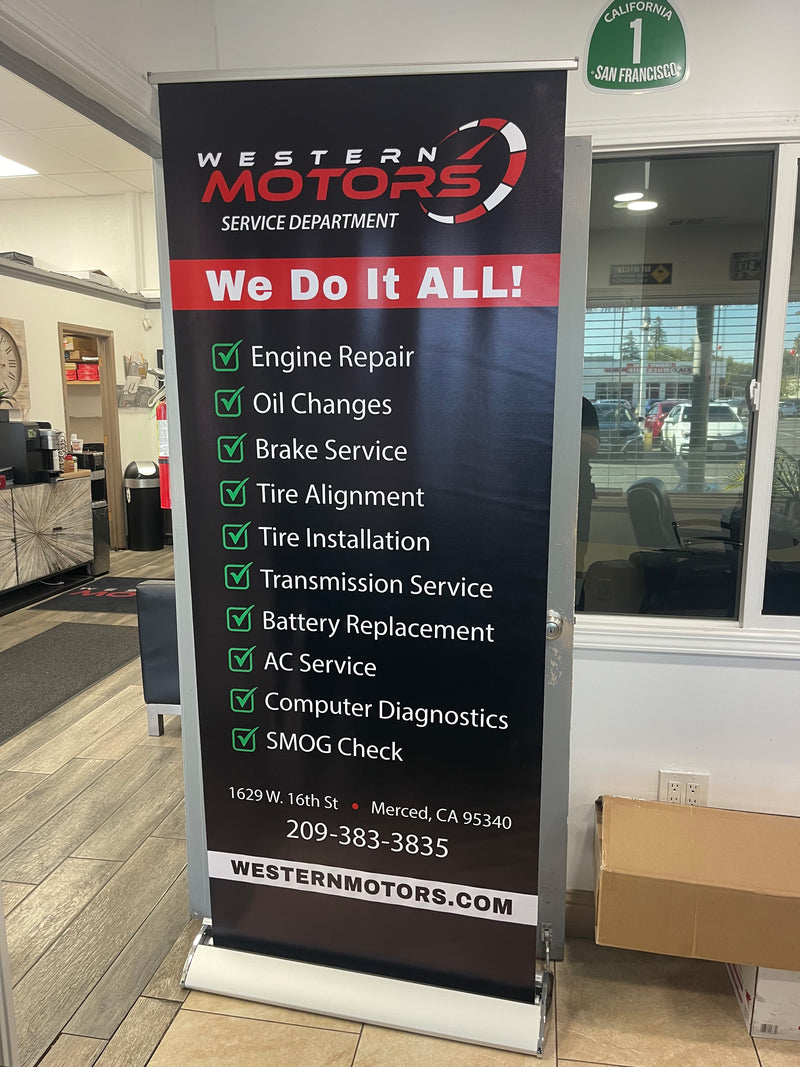 CALIFORNIA
1
SAN FRANCISCO
WESTERN
MOTORS
SERVICE DEPARTMENT
We Do It ALL!
Engine Repair
Oil Changes
Brake Service
Tire Alignment
Tire Installation
Transmission Service
Battery Replacement
AC Service
Computer Diagnostics
SMOG Check
1629 W. 16th St • Merced, CA 95340
209-383-3835
WESTERNMOTORS.COM